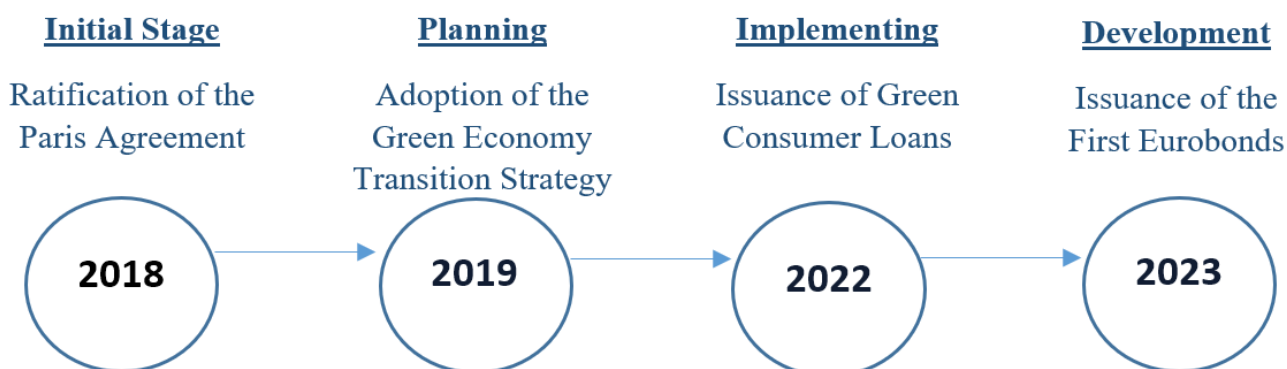 Initial Stage
Ratification of the
Paris Agreement
2018
Planning
Adoption of the
Green Economy
Transition Strategy
2019
Implementing
Issuance of Green
Consumer Loans
2022
Development
Issuance of the
First Eurobonds
2023